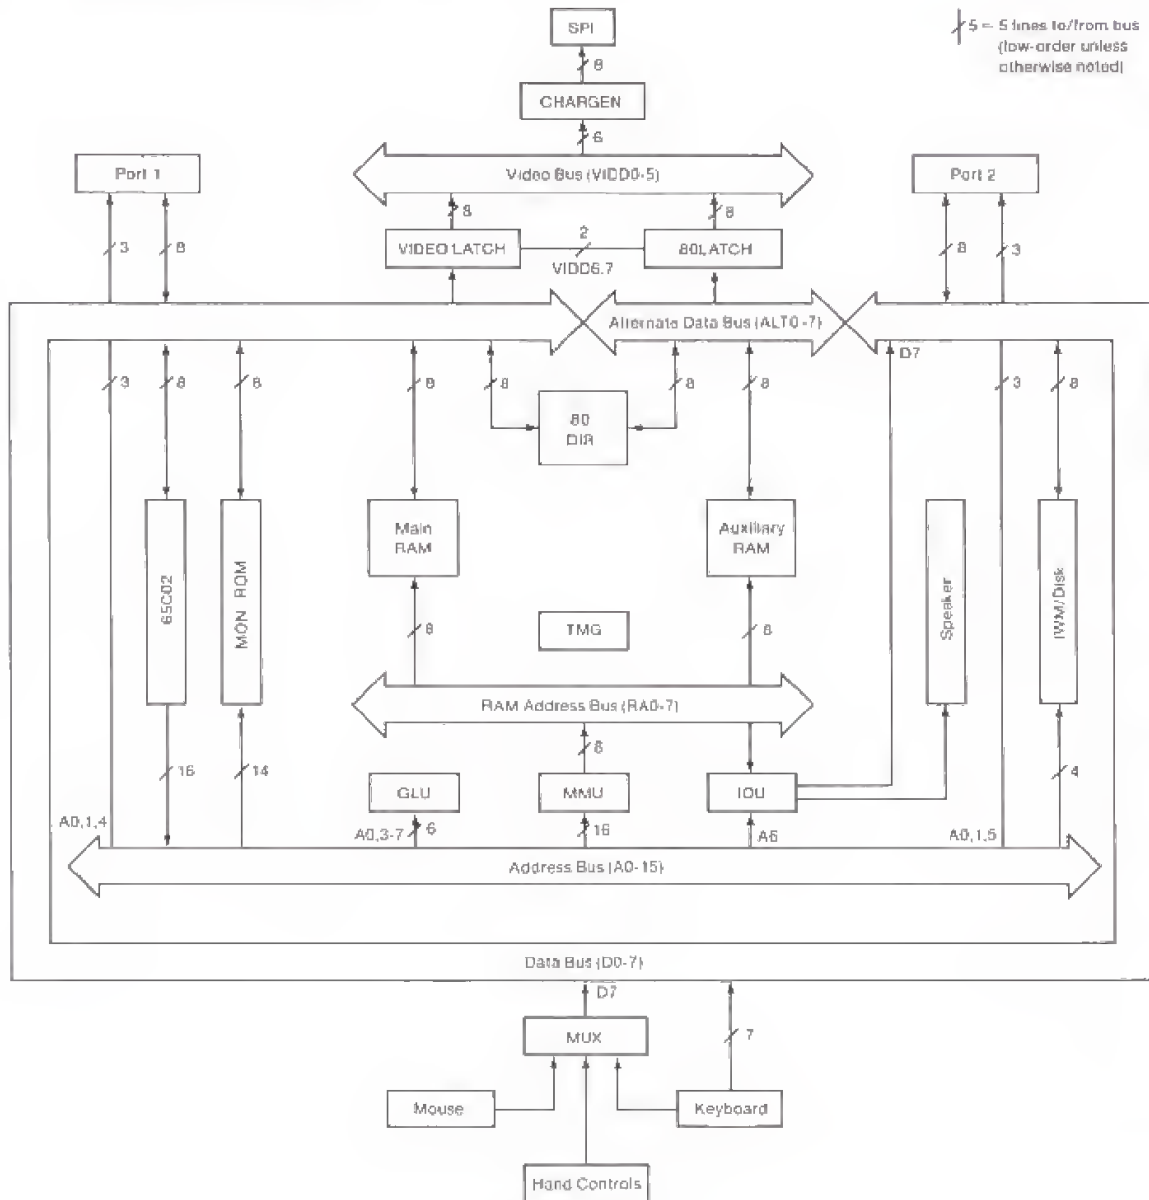 SPI
5 = 5 lines to/from bus
(low-order unless
otherwise noted)
8
CHARGEN
6
Port 1
Video Bus (VIDD0-5)
Port 2
8
8
3
8
VIDEO LATCH
2
80LATCH
8
3
VIDD6,7
Alternate Data Bus (ALT0-7)
D7
3
8
8
8
8
8
8
3
8
80
DIR
Main
RAM
Auxiliary
RAM
65C02
MON ROM
Speaker
IWM/Disk
TMG
8
8
RAM Address Bus (RA0-7)
16
14
8
4
GLU
MMU
IOU
A0,1,4
A0,3-7
6
16
A6
A0,1,5
Address Bus (A0-15)
Data Bus (D0-7)
D7
MUX
7
Mouse
Keyboard
Hand Controls